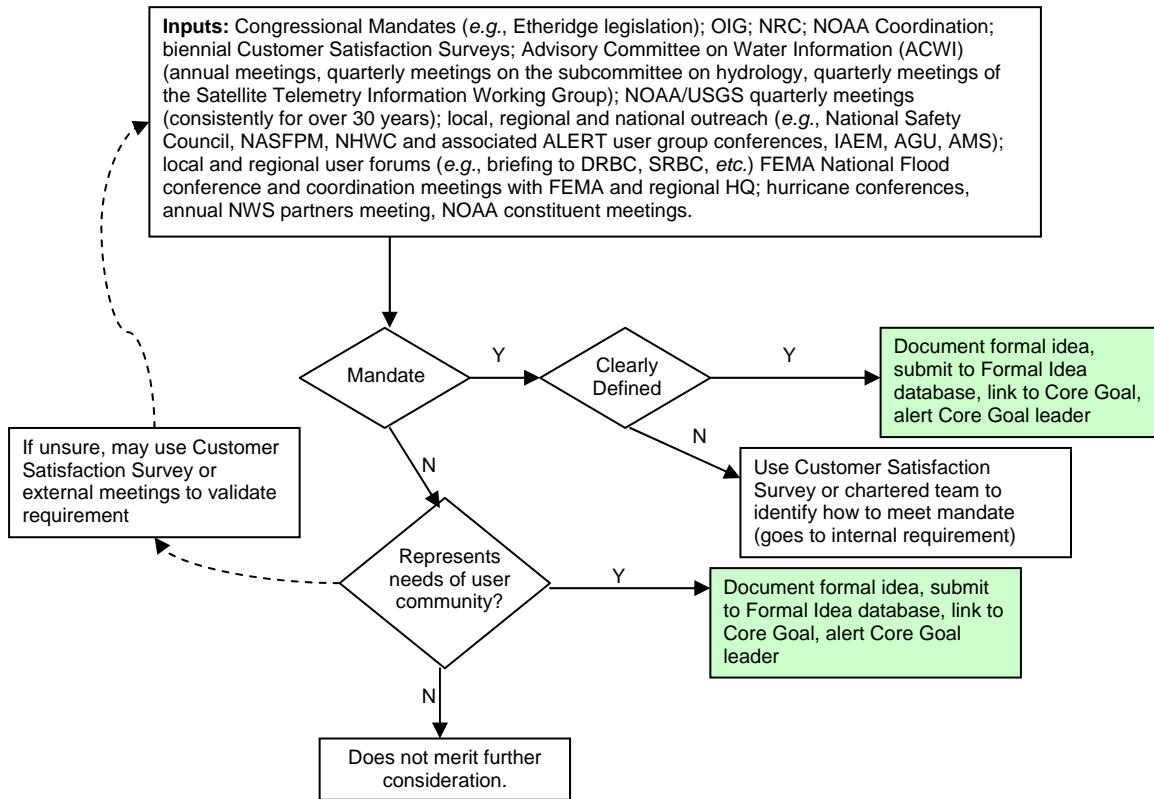 Inputs: Congressional Mandates (e.g., Etheridge legislation); OIG; NRC; NOAA Coordination;
biennial Customer Satisfaction Surveys; Advisory Committee on Water Information (ACWI)
(annual meetings, quarterly meetings on the subcommittee on hydrology, quarterly meetings of
the Satellite Telemetry Information Working Group); NOAA/USGS quarterly meetings
(consistently for over 30 years); local, regional and national outreach (e.g., National Safety
Council, NASFPM, NHWC and associated ALERT user group conferences, IAEM, AGU, AMS);
local and regional user forums (e.g., briefing to DRBC, SRBC, etc.) FEMA National Flood
conference and coordination meetings with FEMA and regional HQ; hurricane conferences,
annual NWS partners meeting, NOAA constituent meetings.
Mandate
Y
Clearly
Defined
Y
Document formal idea,
submit to Formal Idea
database, link to Core Goal,
alert Core Goal leader
N
Use Customer Satisfaction
Survey or chartered team to
identify how to meet mandate
(goes to internal requirement)
N
If unsure, may use Customer
Satisfaction Survey or
external meetings to validate
requirement
Represents
needs of user
community?
Y
Document formal idea, submit
to Formal Idea database, link to
Core Goal, alert Core Goal
leader
N
Does not merit further
consideration.